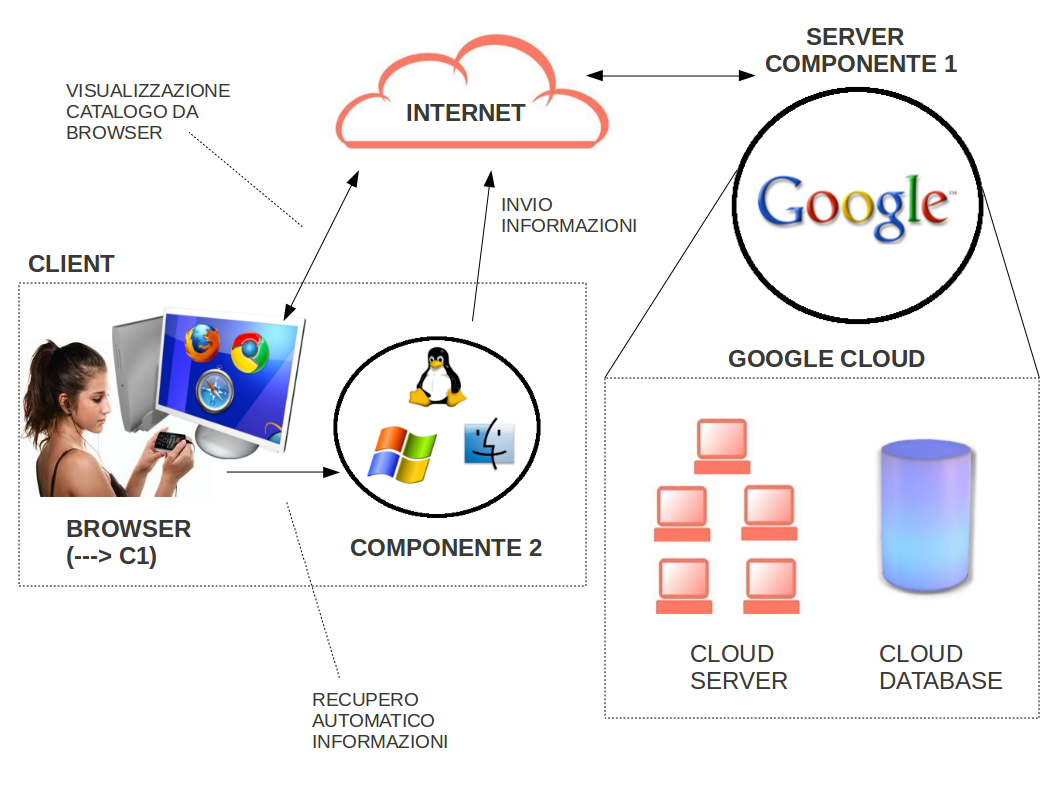 SERVER
COMPONENTE 1
VISUALIZZAZIONE
CATALOGO DA
BROWSER
INTERNET
Google™
INVIO
INFORMAZIONI
CLIENT
GOOGLE CLOUD
BROWSER
(---> C1)
COMPONENTE 2
CLOUD
SERVER
CLOUD
DATABASE
RECUPERO
AUTOMATICO
INFORMAZIONI